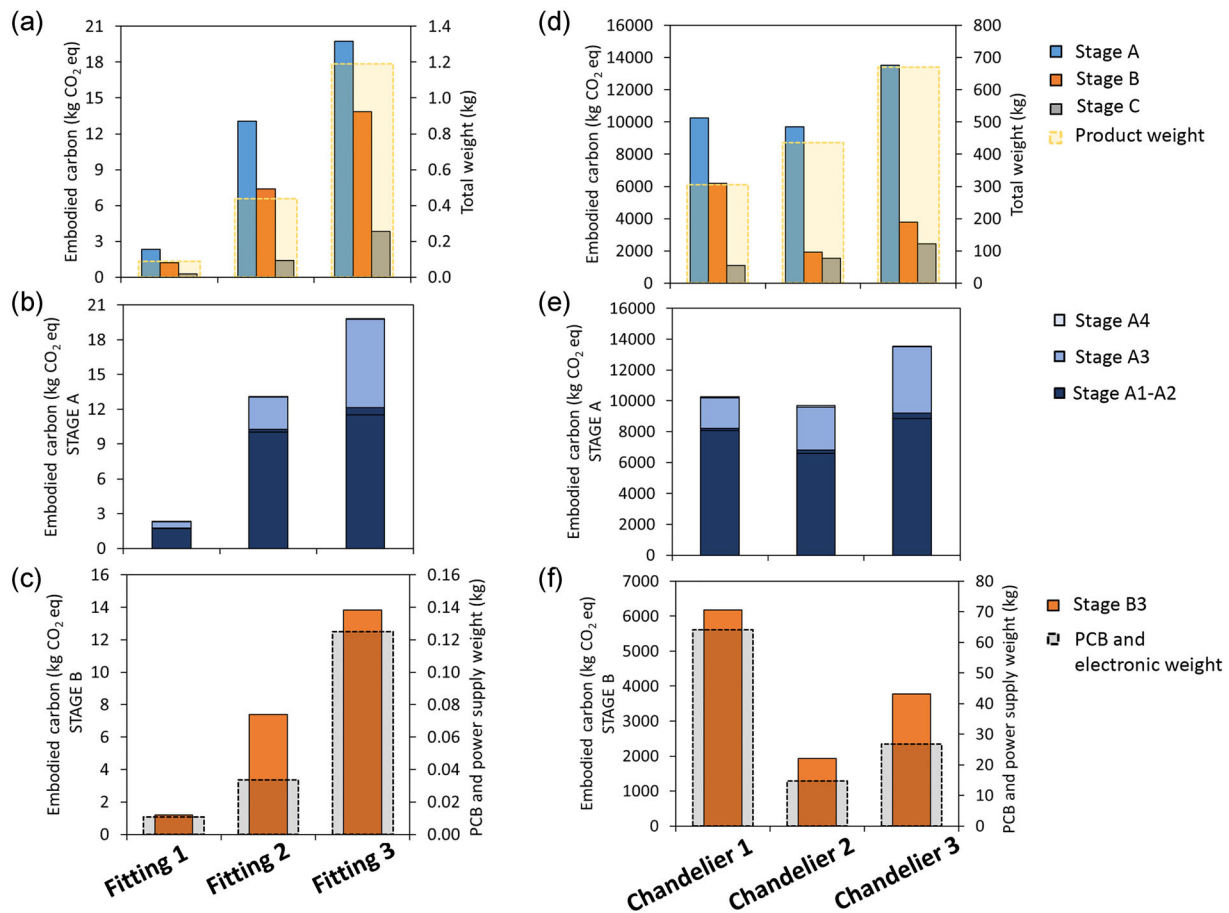 (a)
Embodied carbon (kg CO2 eq)
21
18
15
12
9
6
3
0
1.4
1.2
1.0
0.8
0.6
0.4
0.2
0.0
Total weight (kg)
(d)
Embodied carbon (kg CO2 eq)
16000
14000
12000
10000
8000
6000
4000
2000
0
800
700
600
500
400
300
200
100
0
Total weight (kg)
Stage A
Stage B
Stage C
Product weight
(b)
Embodied carbon (kg CO2 eq)
STAGE A
21
18
15
12
9
6
3
0
(e)
Embodied carbon (kg CO2 eq)
STAGE A
16000
14000
12000
10000
8000
6000
4000
2000
0
Stage A4
Stage A3
Stage A1-A2
(c)
Embodied carbon (kg CO2 eq)
STAGE B
16
14
12
10
8
6
4
2
0
0.16
0.14
0.12
0.10
0.08
0.06
0.04
0.02
0.00
PCB and power supply weight (kg)
Fitting 1
Fitting 2
Fitting 3
(f)
Embodied carbon (kg CO2 eq)
STAGE B
7000
6000
5000
4000
3000
2000
1000
0
80
70
60
50
40
30
20
10
0
PCB and power supply weight (kg)
Chandelier 1
Chandelier 2
Chandelier 3
Stage B3
PCB and
electronic weight